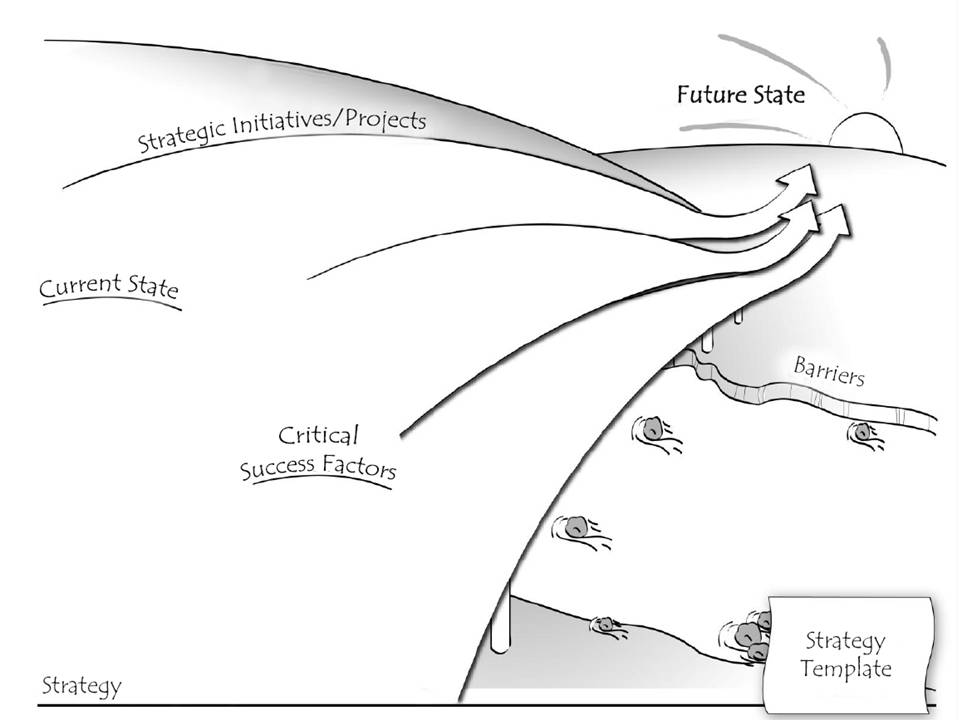 Future State
Strategic Initiatives/Projects
Current State
Barriers
Critical
Success Factors
Strategy
Template
Strategy